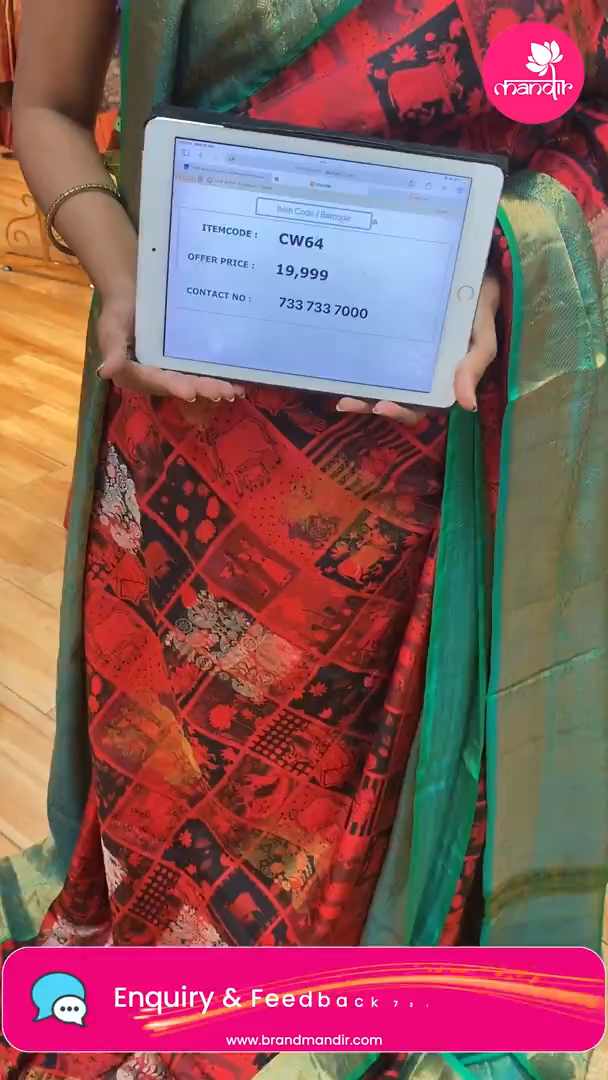 mandir
Item Code / Barcode
ITEMCODE : CW64
OFFER PRICE : 19,999
CONTACT NO : 733 733 7000
Enquiry & Feedback
www.brandmandir.com